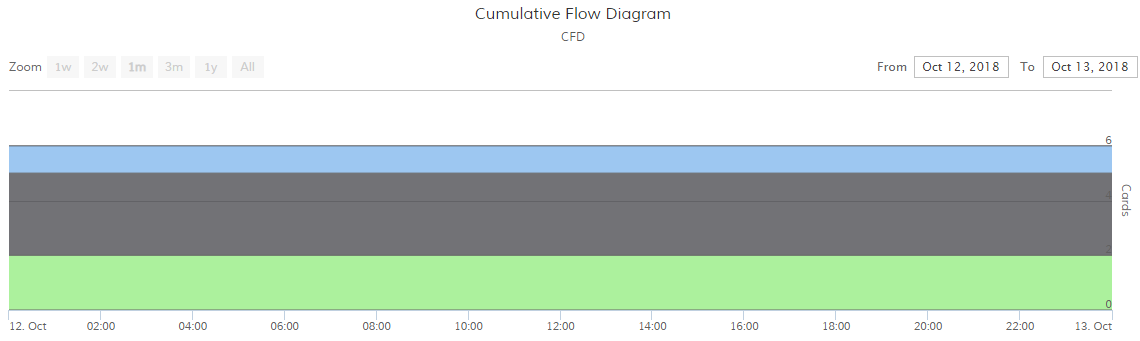 Cumulative Flow Diagram
CFD
Zoom 1w 2w 1m 3m 1y All From Oct 12, 2018 To Oct 13, 2018
6
4
2
0
Cards
12. Oct 02:00 04:00 06:00 08:00 10:00 12:00 14:00 16:00 18:00 20:00 22:00 13. Oct